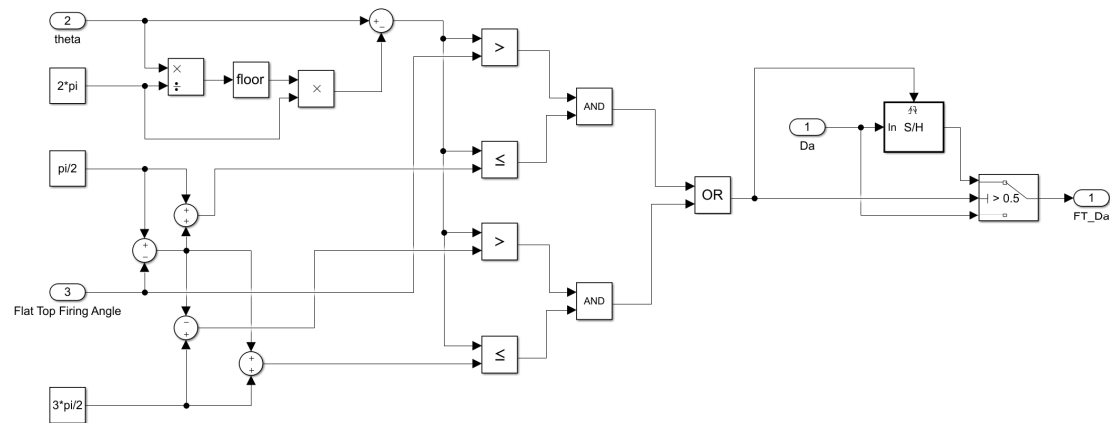 2
theta
2*pi
×
÷
floor
×
+
−
>
AND
≤
pi/2
+
+
+
−
3
Flat Top Firing Angle
−
+
+
+
3*pi/2
>
AND
≤
OR
1
Da
In S/H
> 0.5
1
FT_Da